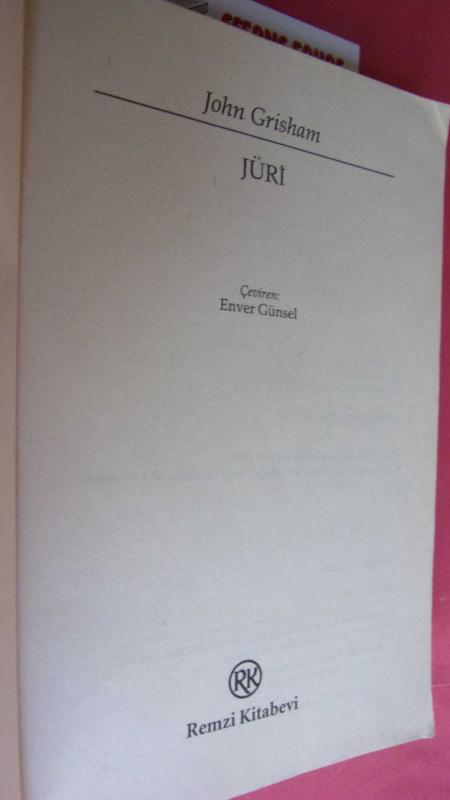 John Grisham
JÜRİ
Çeviren:
Enver Günsel
RK
Remzi Kitabevi